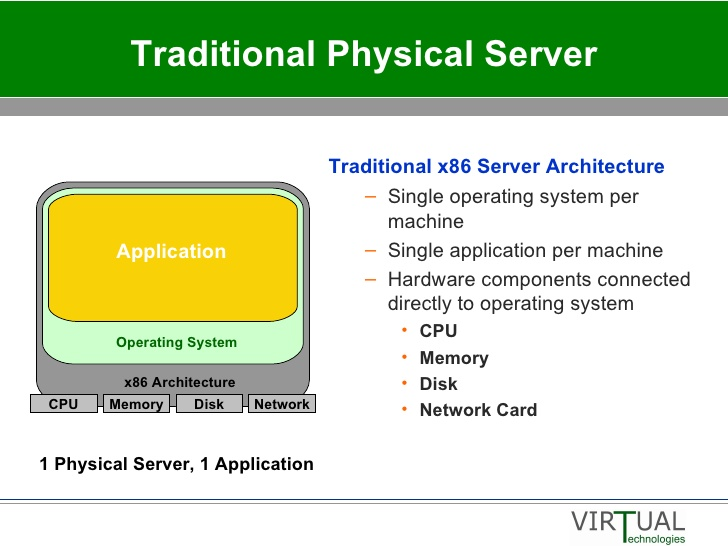 Traditional Physical Server
Traditional x86 Server Architecture
– Single operating system per
machine
– Single application per machine
– Hardware components connected
directly to operating system
• CPU
• Memory
• Disk
• Network Card
Application
Operating System
x86 Architecture
CPU Memory Disk Network
1 Physical Server, 1 Application
VIRTUAL
Technologies